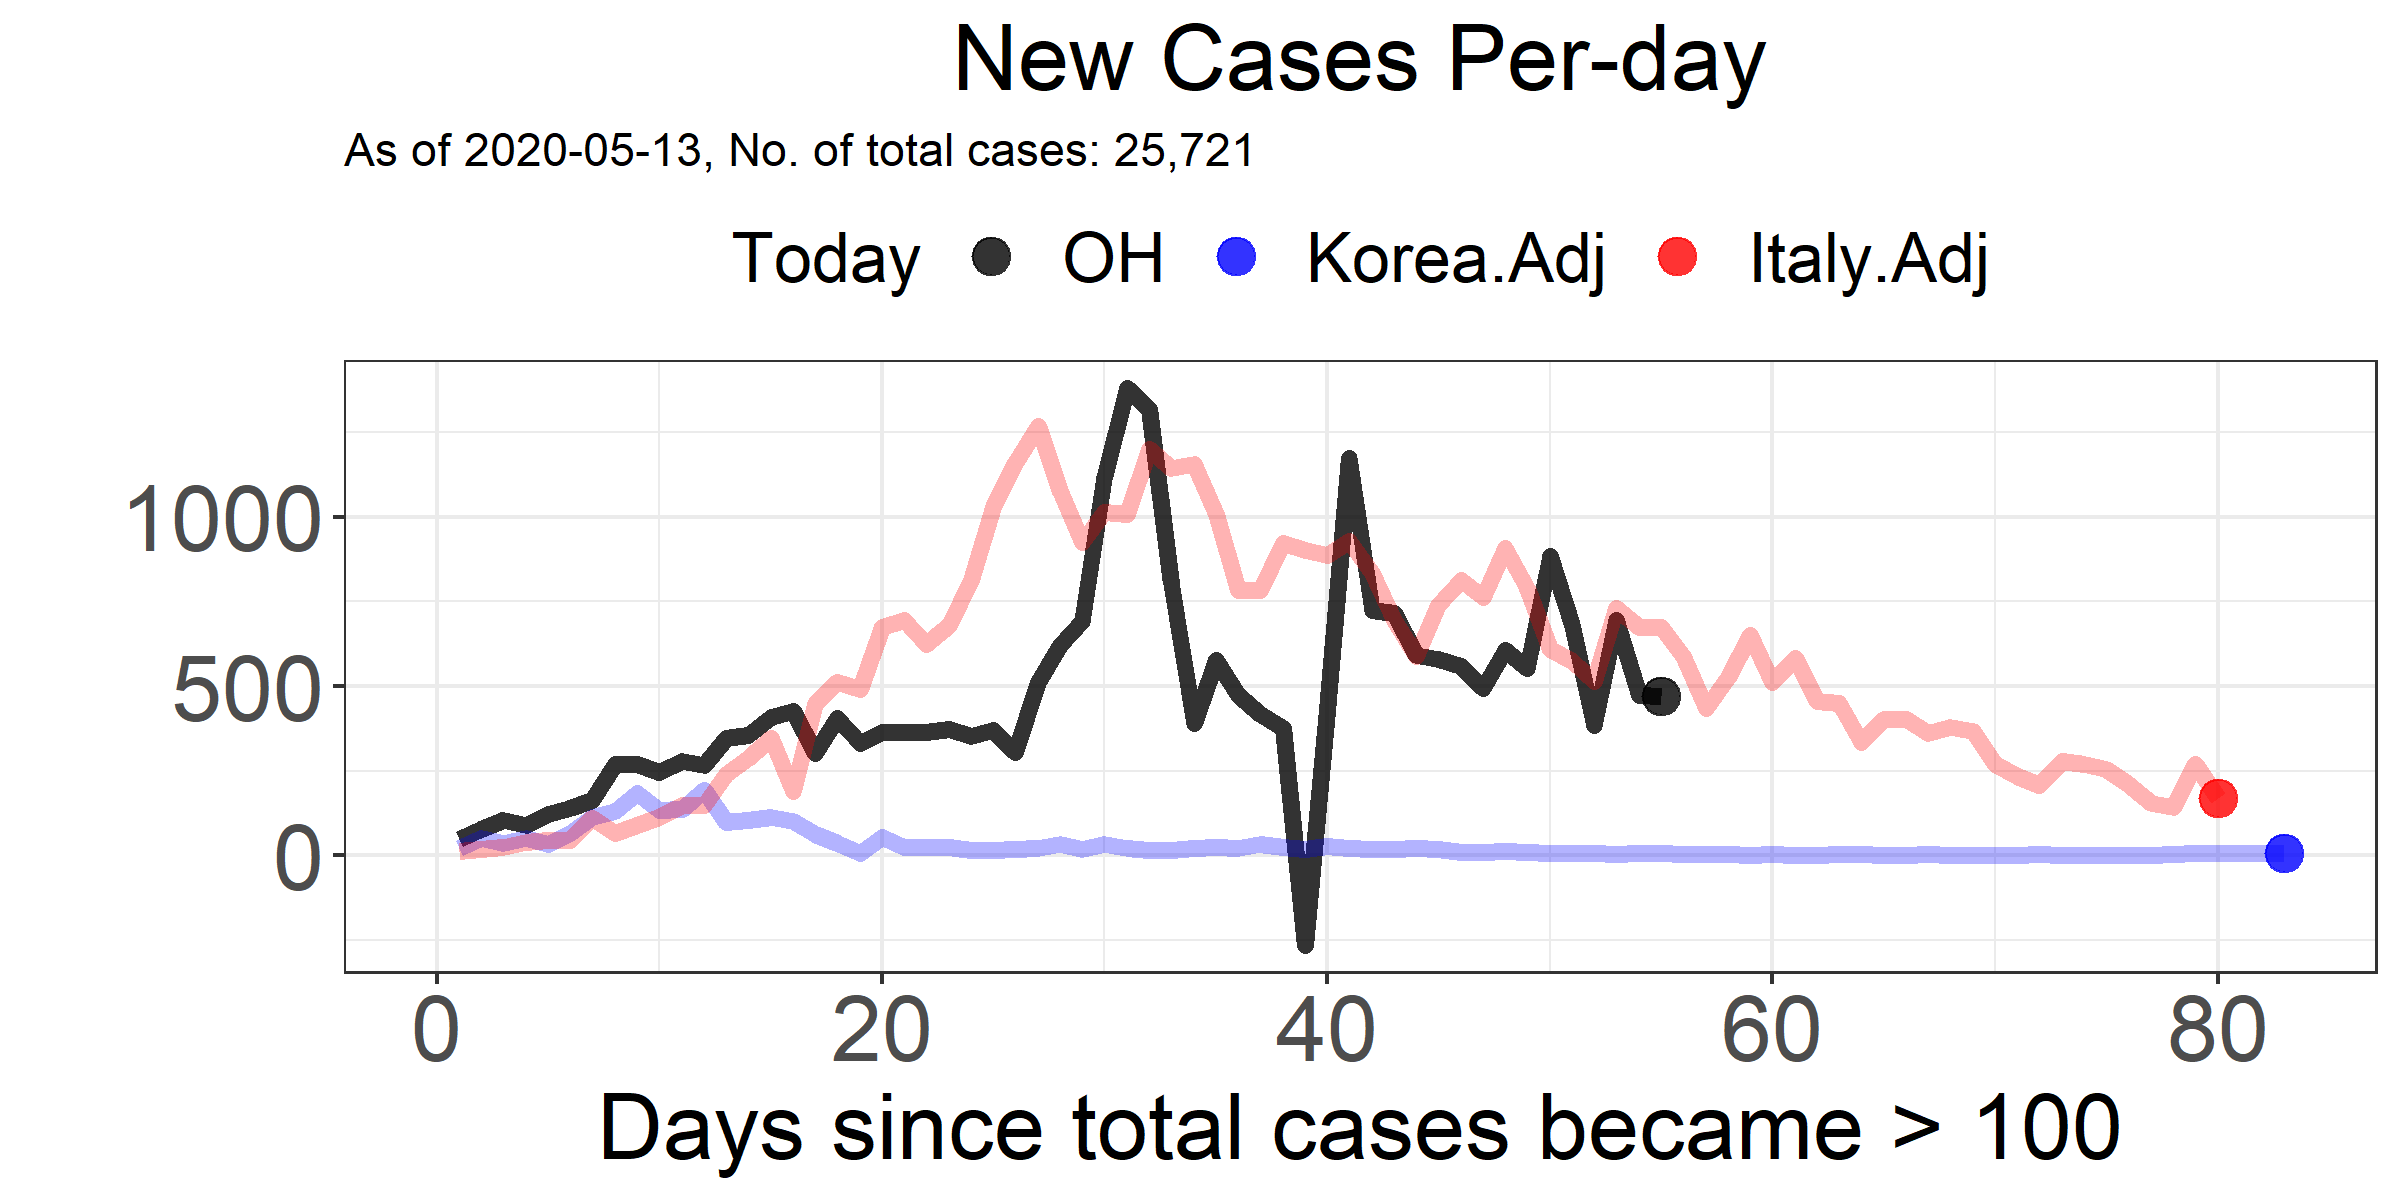 New Cases Per-day
As of 2020-05-13, No. of total cases: 25,721
Today OH Korea.Adj Italy.Adj
1000
500
0
0 20 40 60 80
Days since total cases became > 100